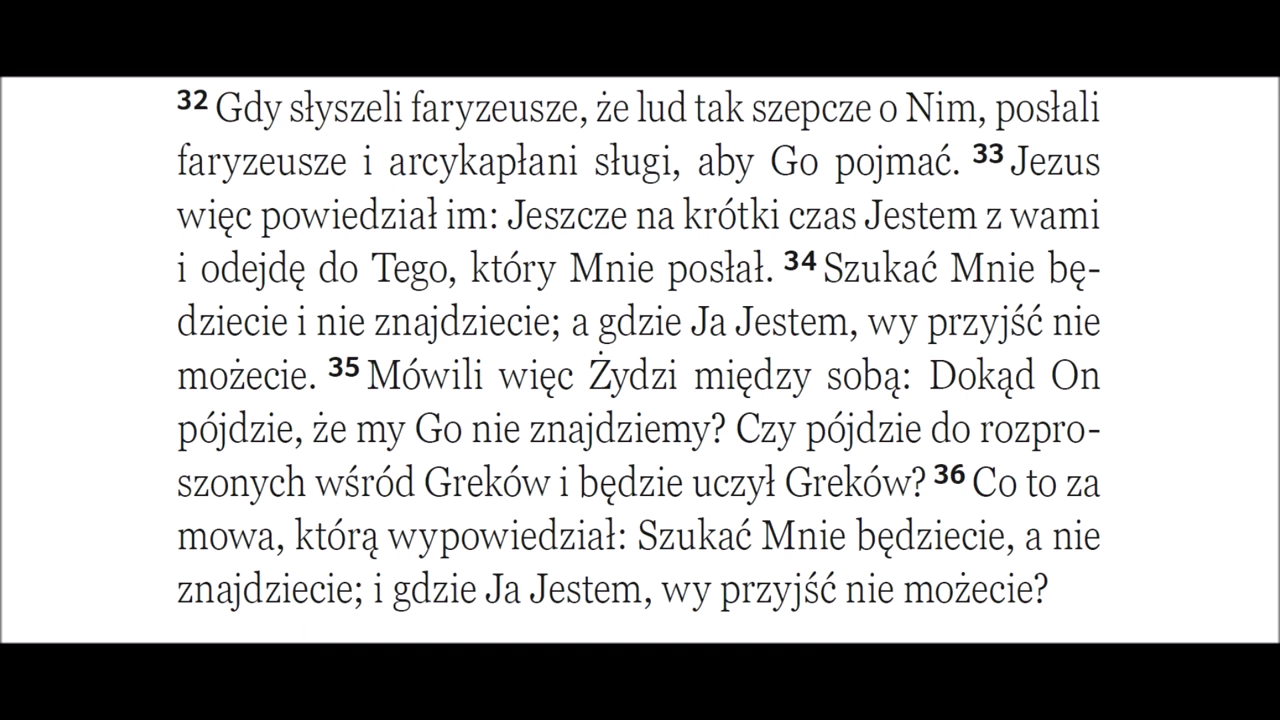 32 Gdy słyszeli faryzeusze, że lud tak szepcze o Nim, posłali
faryzeusze i arcykapłani sługi, aby Go pojmać. 33 Jezus
więc powiedział im: Jeszcze na krótki czas Jestem z wami
i odejdę do Tego, który Mnie posłał. 34 Szukać Mnie bę-
dziecie i nie znajdziecie; a gdzie Ja Jestem, wy przyjść nie
możecie. 35 Mówili więc Żydzi między sobą: Dokąd On
pójdzie, że my Go nie znajdziemy? Czy pójdzie do rozpro-
szonych wśród Greków i będzie uczył Greków? 36 Co to za
mowa, którą wypowiedział: Szukać Mnie będziecie, a nie
znajdziecie; i gdzie Ja Jestem, wy przyjść nie możecie?